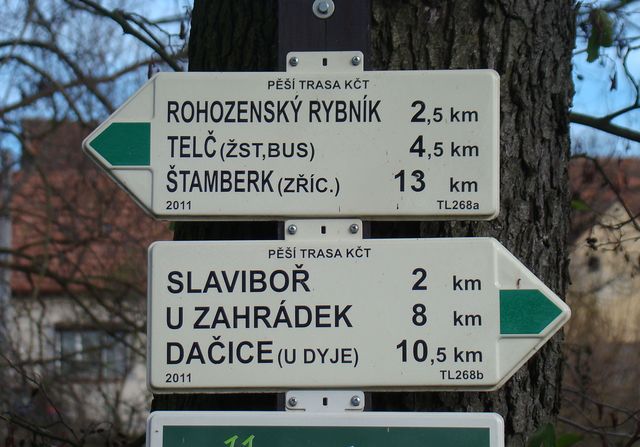 PĚŠÍ TRASA KČT
ROHOZENSKÝ RYBNÍK 2,5 km
TELČ (ŽST,BUS) 4,5 km
ŠTAMBERK (ZŘÍC.) 13 km
2011 TL268a
PĚŠÍ TRASA KČT
SLAVIBOŘ 2 km
U ZAHRÁDEK 8 km
DAČICE (U DYJE) 10,5 km
2011 TL268b